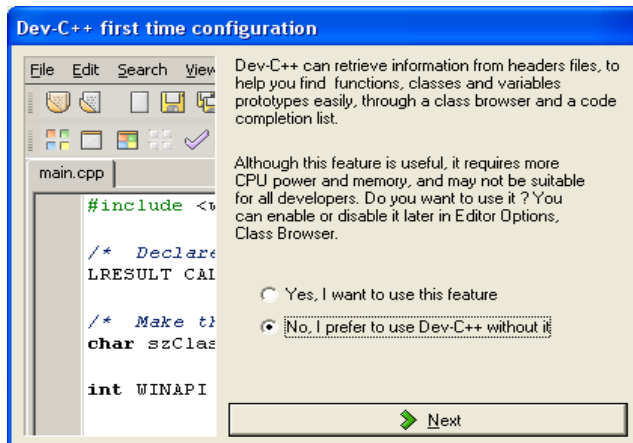 Dev-C++ first time configuration
File Edit Search View
main.cpp
#include <w
/* Declare
LRESULT CAL
/* Make th
char szClas
int WINAPI
Dev-C++ can retrieve information from headers files, to
help you find functions, classes and variables
prototypes easily, through a class browser and a code
completion list.
Although this feature is useful, it requires more
CPU power and memory, and may not be suitable
for all developers. Do you want to use it ? You
can enable or disable it later in Editor Options,
Class Browser.
Yes, I want to use this feature
No, I prefer to use Dev-C++ without it
Next